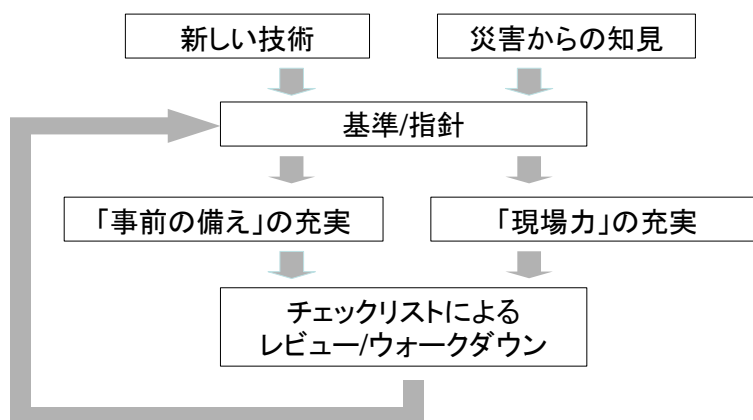 新しい技術
災害からの知見
基準/指針
「事前の備え」の充実
「現場力」の充実
チェックリストによる
レビュー/ウォークダウン